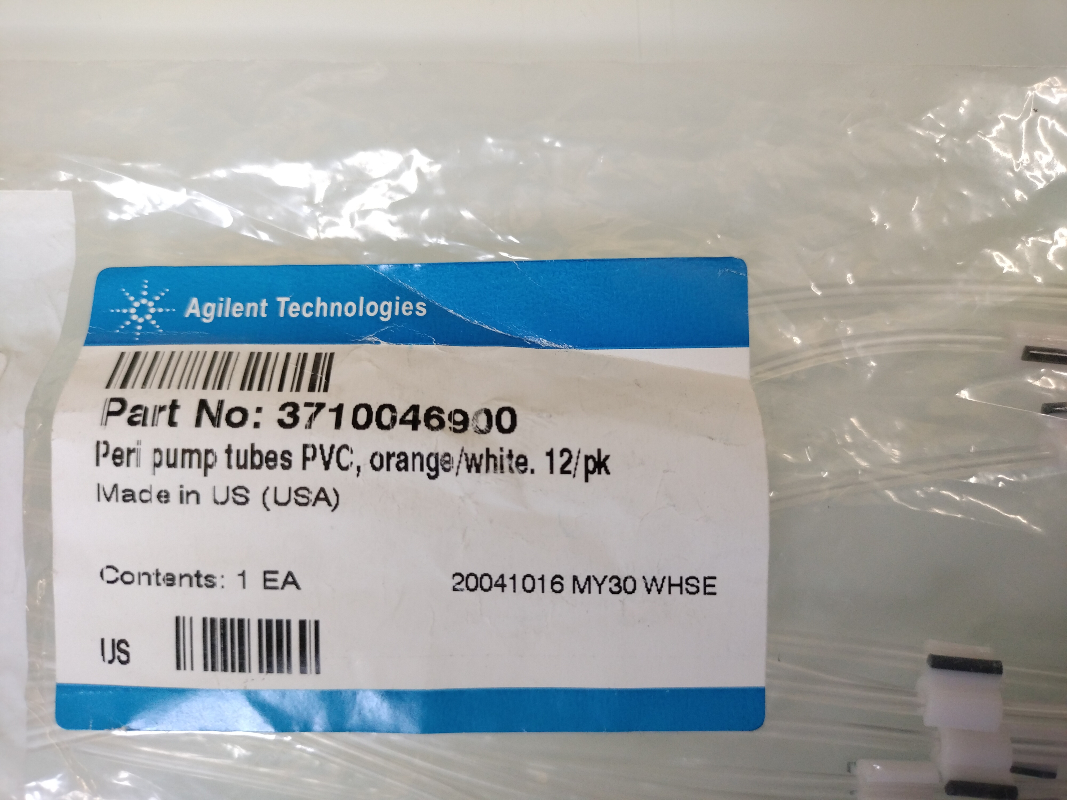 Agilent Technologies
Part No: 3710046900
Peri pump tubes PVC, orange/white. 12/pk
Made in US (USA)
Contents: 1 EA
20041016 MY30 WHSE
US